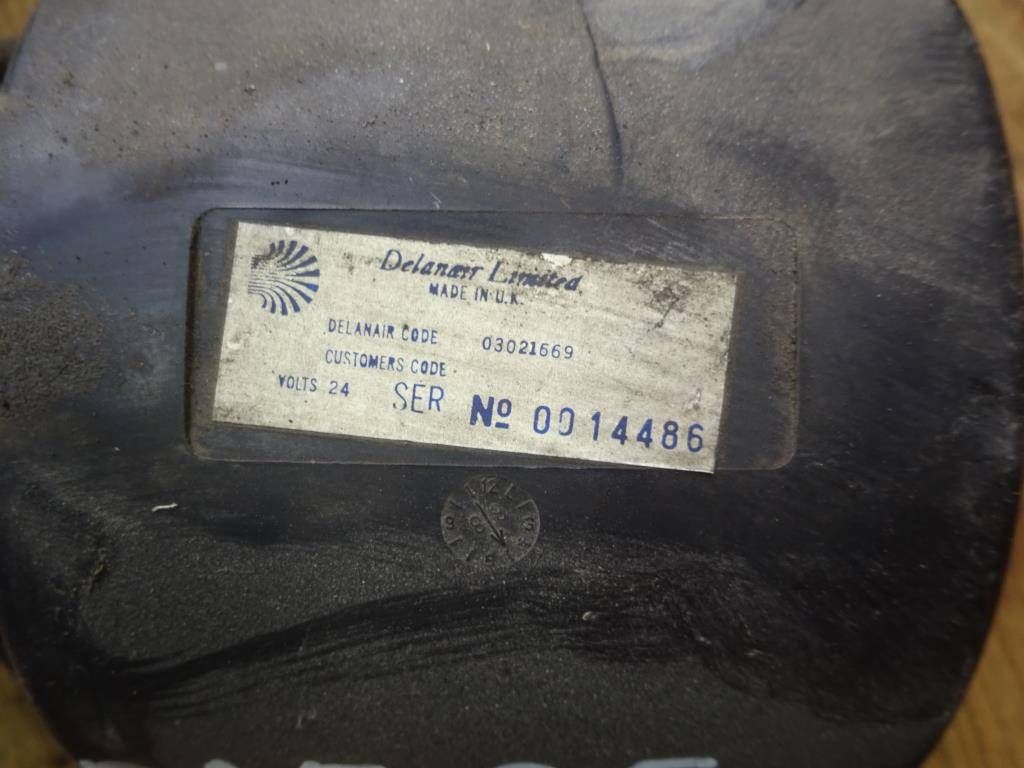 Delanair Limited
MADE IN U.K.
DELANAIR CODE 03021669
CUSTOMERS CODE
VOLTS 24 SER Nº 0014486